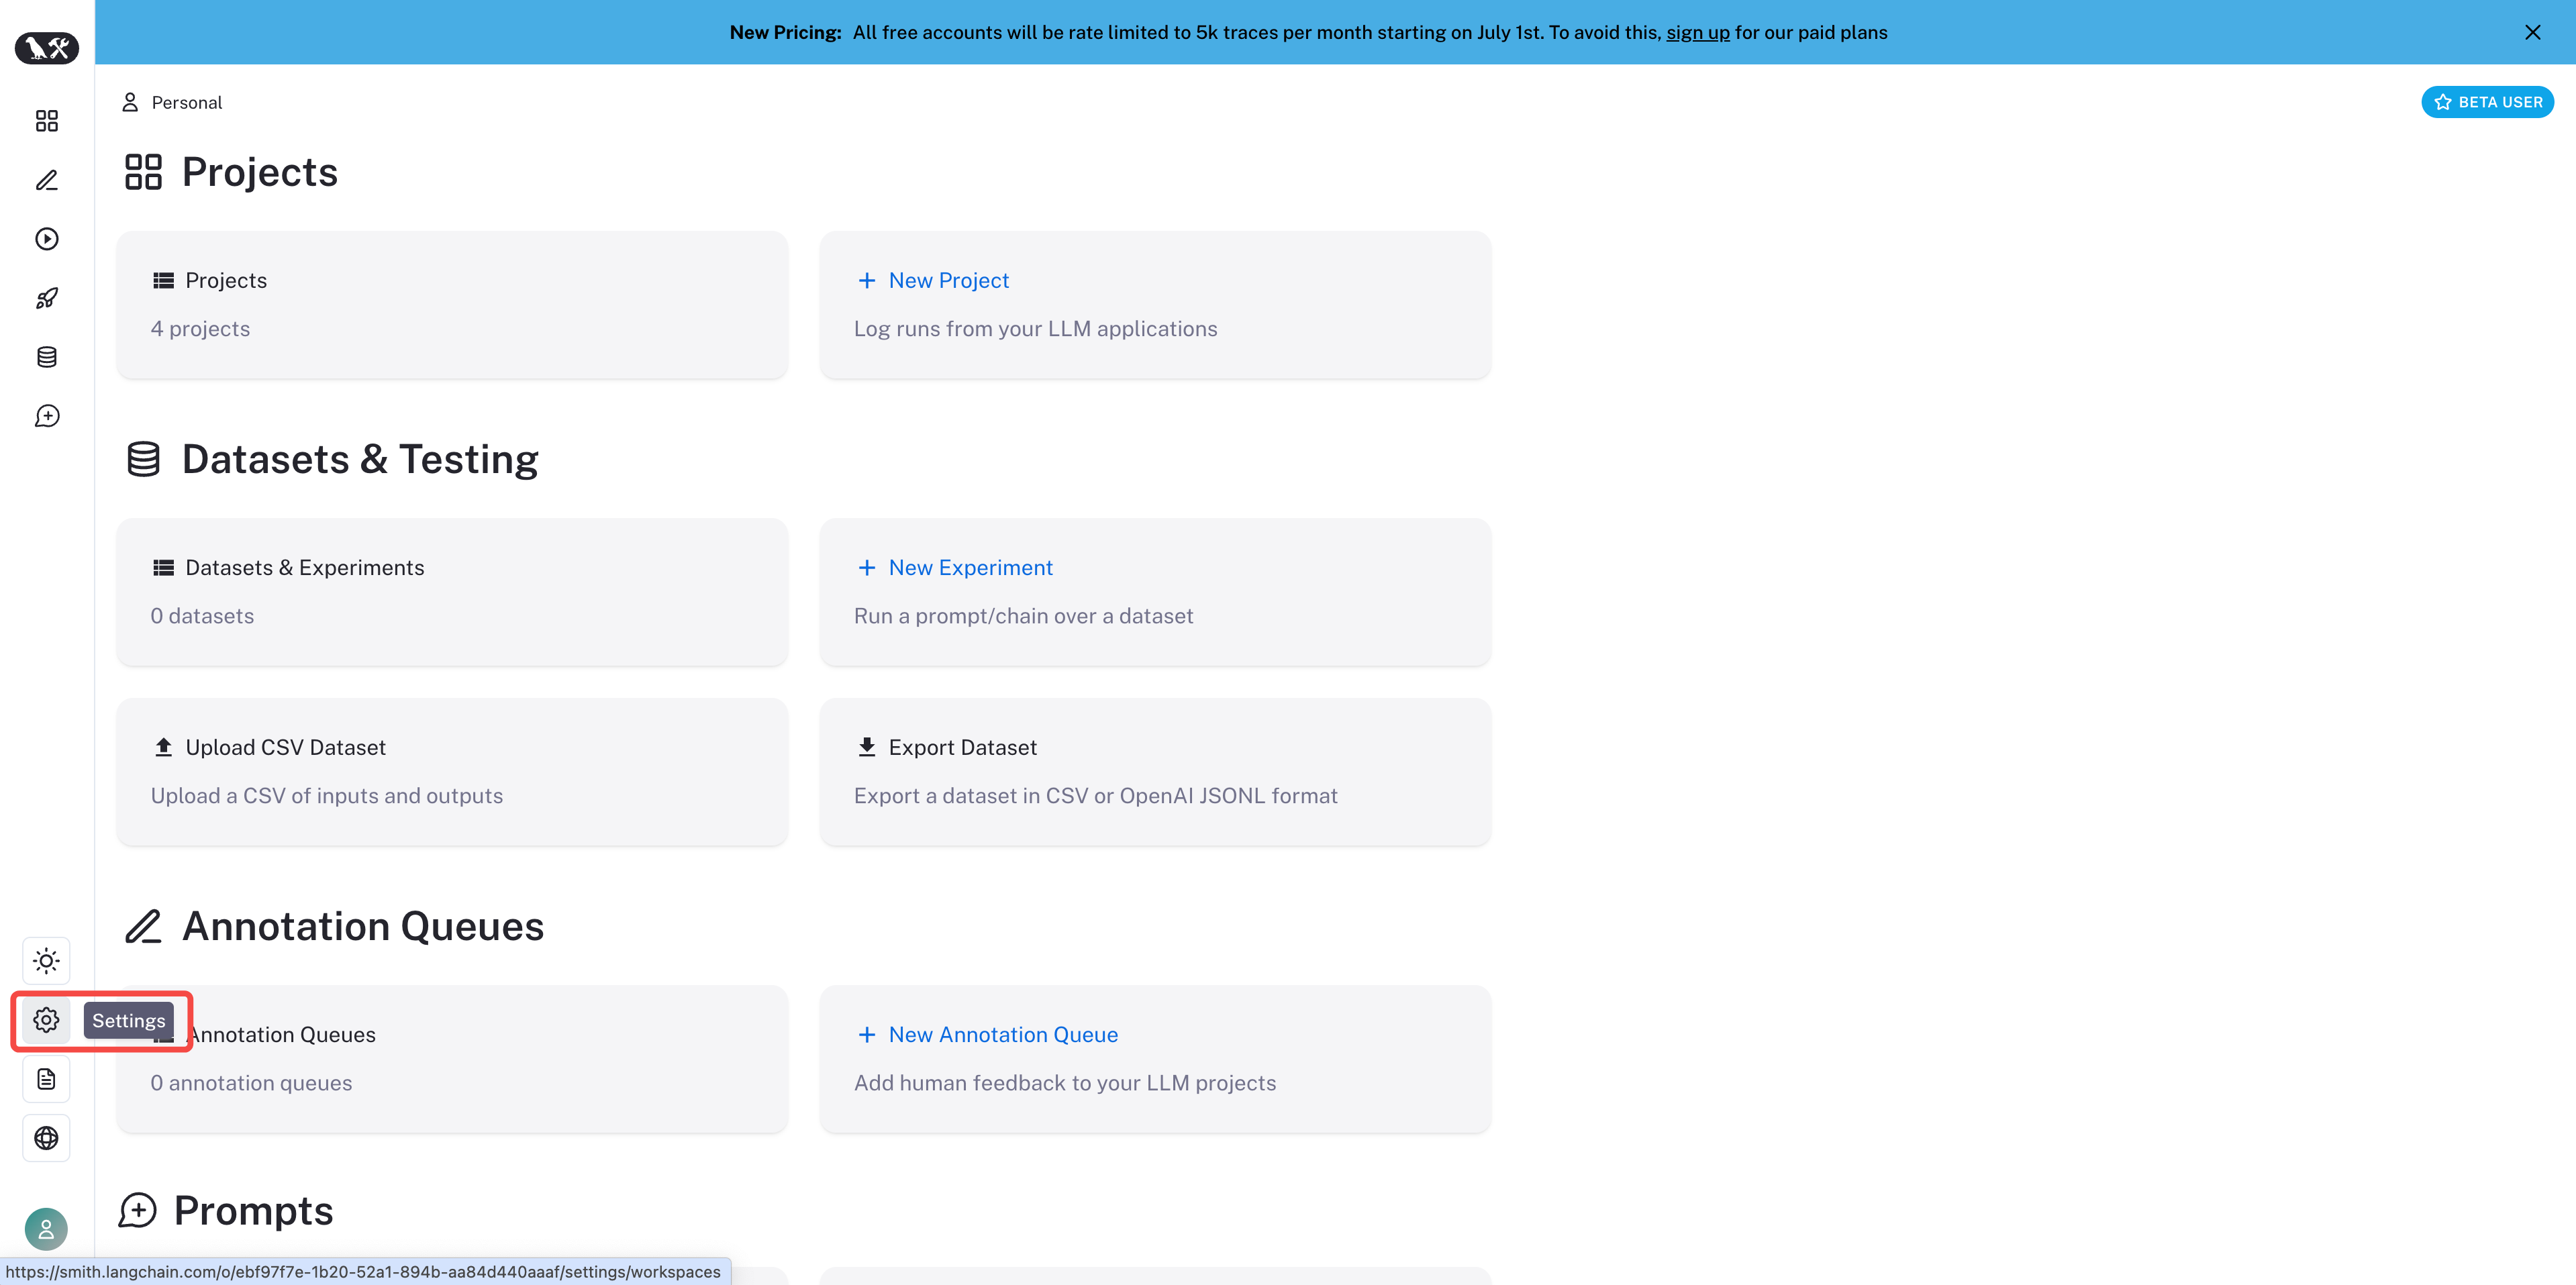 New Pricing: All free accounts will be rate limited to 5k traces per month starting on July 1st. To avoid this, sign up for our paid plans
Personal
BETA USER
Projects
Projects
4 projects
New Project
Log runs from your LLM applications
Datasets & Testing
Datasets & Experiments
0 datasets
New Experiment
Run a prompt/chain over a dataset
Upload CSV Dataset
Upload a CSV of inputs and outputs
Export Dataset
Export a dataset in CSV or OpenAI JSONL format
Annotation Queues
Settings
Annotation Queues
0 annotation queues
New Annotation Queue
Add human feedback to your LLM projects
Prompts
https://smith.langchain.com/o/ebf97f7e-1b20-52a1-894b-aa84d440aaaf/settings/workspaces